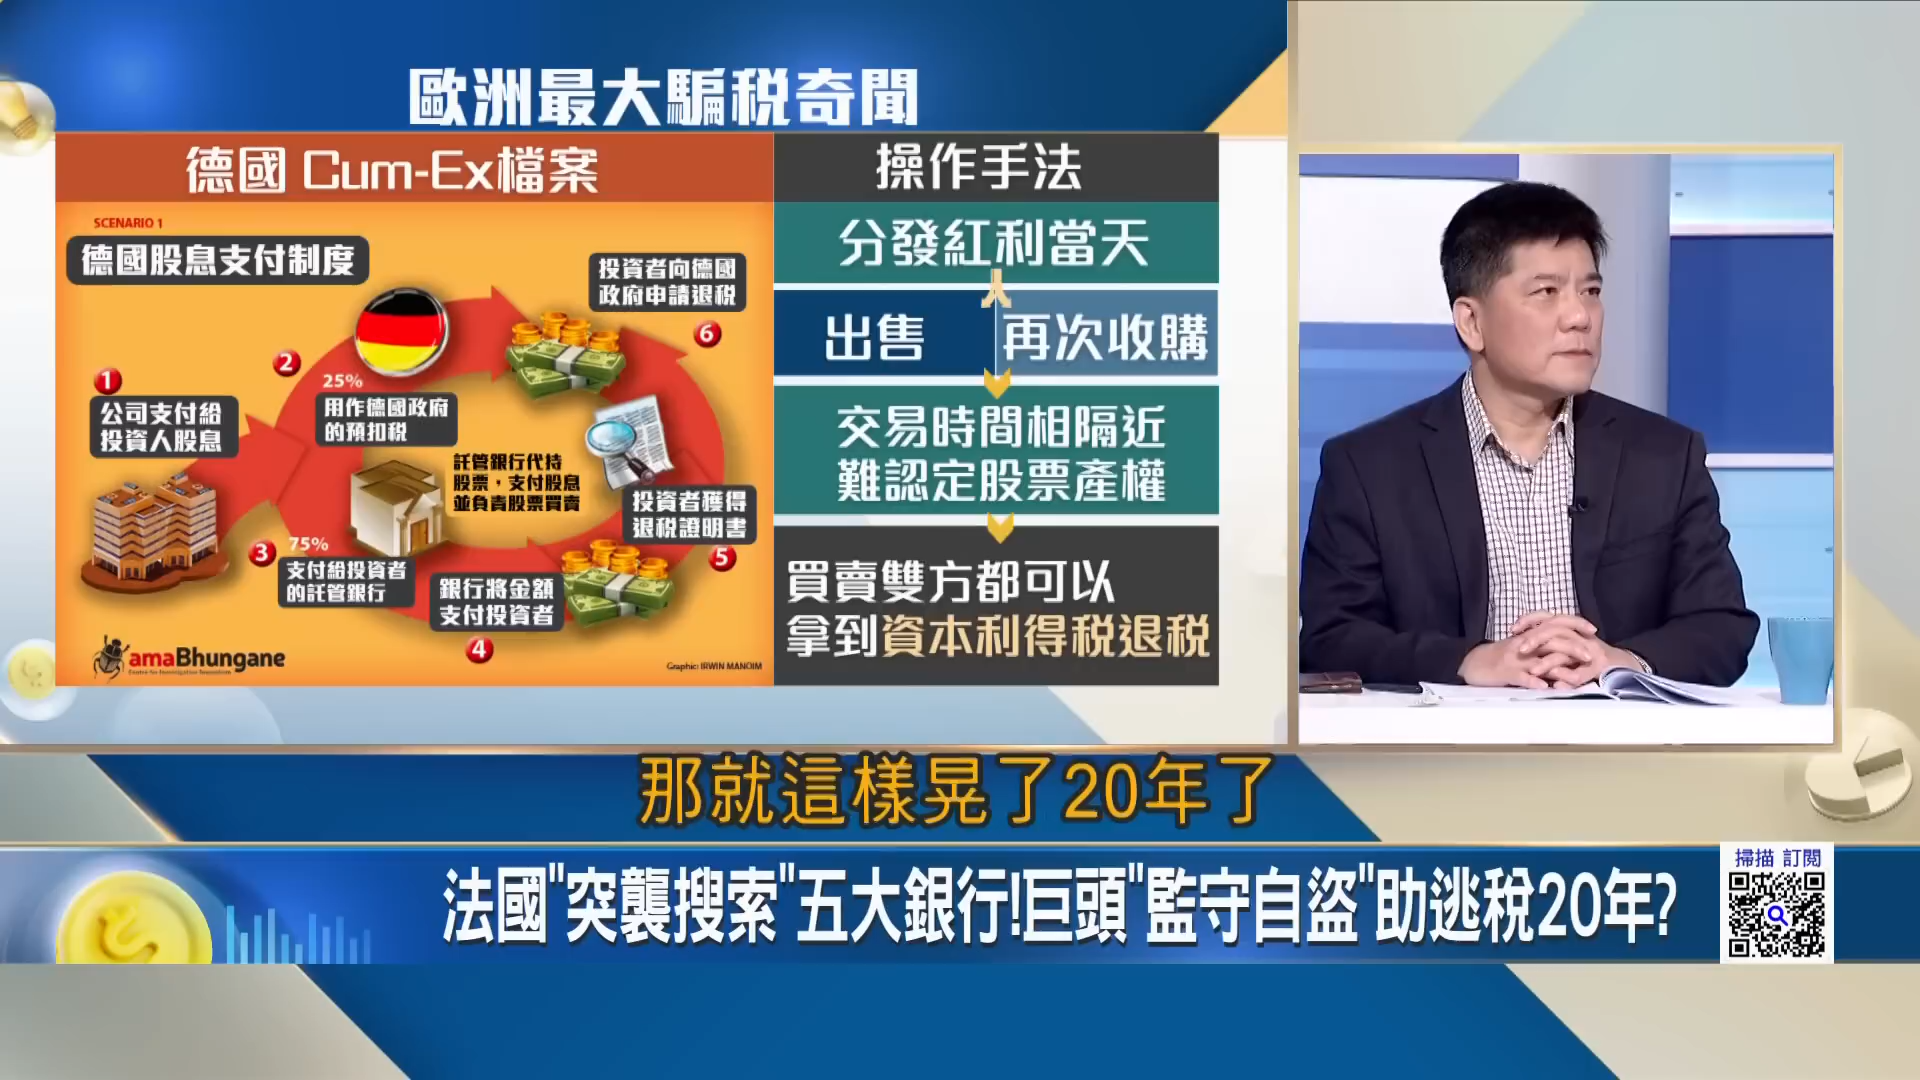 歐洲最大騙税奇聞
德國 Cum-Ex檔案
SCENARIO 1
德國股息支付制度
1
公司支付給
投資人股息
2
25%
用作德國政府
的預扣税
3
75%
支付給投資者
的託管銀行
託管銀行代持
股票，支付股息
並負責股票買賣
銀行將金額
支付投資者
4
投資者獲得
退税證明書
5
投資者向德國
政府申請退税
6
amaBhungane
Graphic: IRWIN MANOIM
操作手法
分發紅利當天
出售
再次收購
交易時間相隔近
難認定股票產權
買賣雙方都可以
拿到資本利得税退税
那就這樣晃了20年了
法國"突襲搜索"五大銀行!巨頭"監守自盜"助逃稅20年?
掃描 訂閱